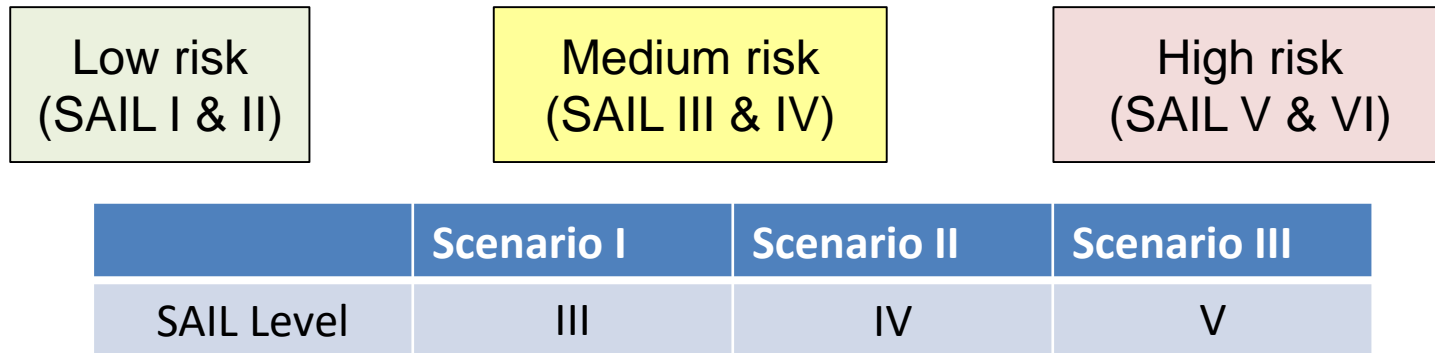 Low risk
(SAIL I & II)
Medium risk
(SAIL III & IV)
High risk
(SAIL V & VI)
Scenario I Scenario II Scenario III
SAIL Level III IV V